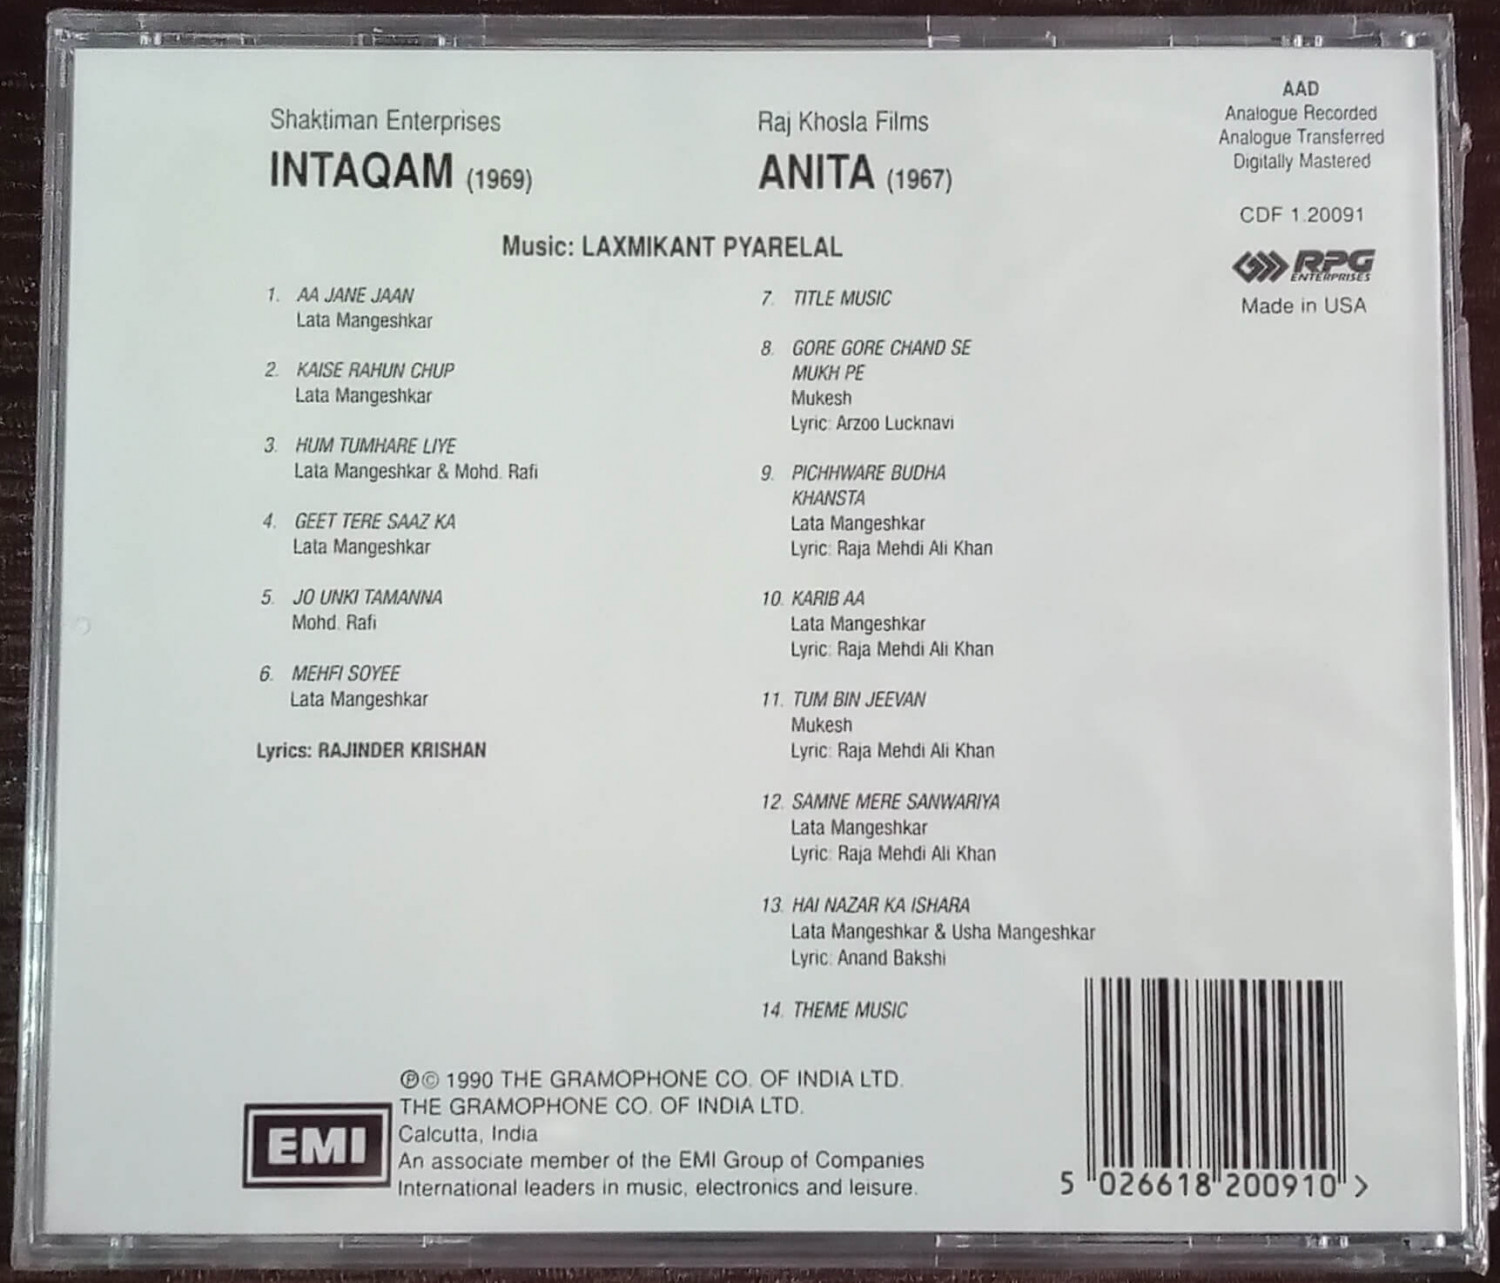 Shaktiman Enterprises
INTAQAM (1969)
Raj Khosla Films
ANITA (1967)
Music: LAXMIKANT PYARELAL
1. AA JANE JAAN
Lata Mangeshkar
2. KAISE RAHUN CHUP
Lata Mangeshkar
3. HUM TUMHARE LIYE
Lata Mangeshkar & Mohd. Rafi
4. GEET TERE SAAZ KA
Lata Mangeshkar
5. JO UNKI TAMANNA
Mohd. Rafi
6. MEHFI SOYEE
Lata Mangeshkar
Lyrics: RAJINDER KRISHAN
7. TITLE MUSIC
8. GORE GORE CHAND SE
MUKH PE
Mukesh
Lyric: Arzoo Lucknavi
9. PICHHWARE BUDHA
KHANSTA
Lata Mangeshkar
Lyric: Raja Mehdi Ali Khan
10. KARIB AA
Lata Mangeshkar
Lyric: Raja Mehdi Ali Khan
11. TUM BIN JEEVAN
Mukesh
Lyric: Raja Mehdi Ali Khan
12. SAMNE MERE SANWARIYA
Lata Mangeshkar
Lyric: Raja Mehdi Ali Khan
13. HAI NAZAR KA ISHARA
Lata Mangeshkar & Usha Mangeshkar
Lyric: Anand Bakshi
14. THEME MUSIC
AAD
Analogue Recorded
Analogue Transferred
Digitally Mastered
CDF 1.20091
RPG
ENTERPRISES
Made in USA
EMI
℗© 1990 THE GRAMOPHONE CO. OF INDIA LTD.
THE GRAMOPHONE CO. OF INDIA LTD.
Calcutta, India
An associate member of the EMI Group of Companies
International leaders in music, electronics and leisure.
5 026618 200910 >